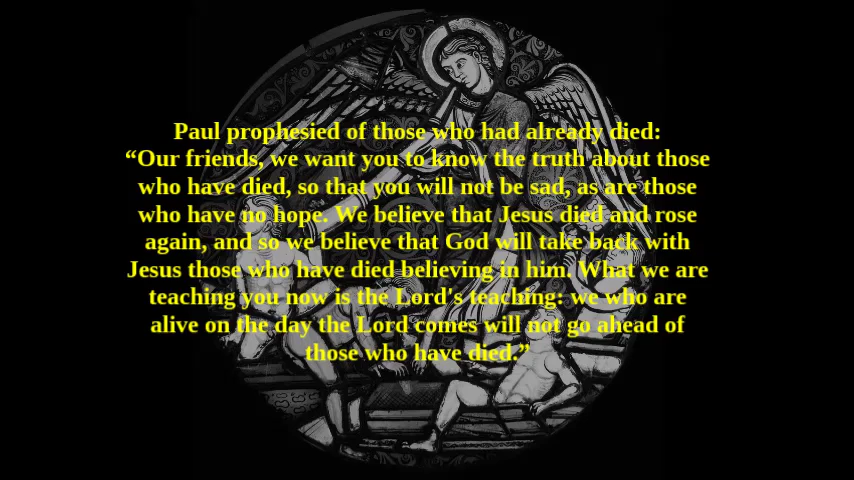 Paul prophesied of those who had already died:
“Our friends, we want you to know the truth about those
who have died, so that you will not be sad, as are those
who have no hope. We believe that Jesus died and rose
again, and so we believe that God will take back with
Jesus those who have died believing in him. What we are
teaching you now is the Lord's teaching: we who are
alive on the day the Lord comes will not go ahead of
those who have died.”